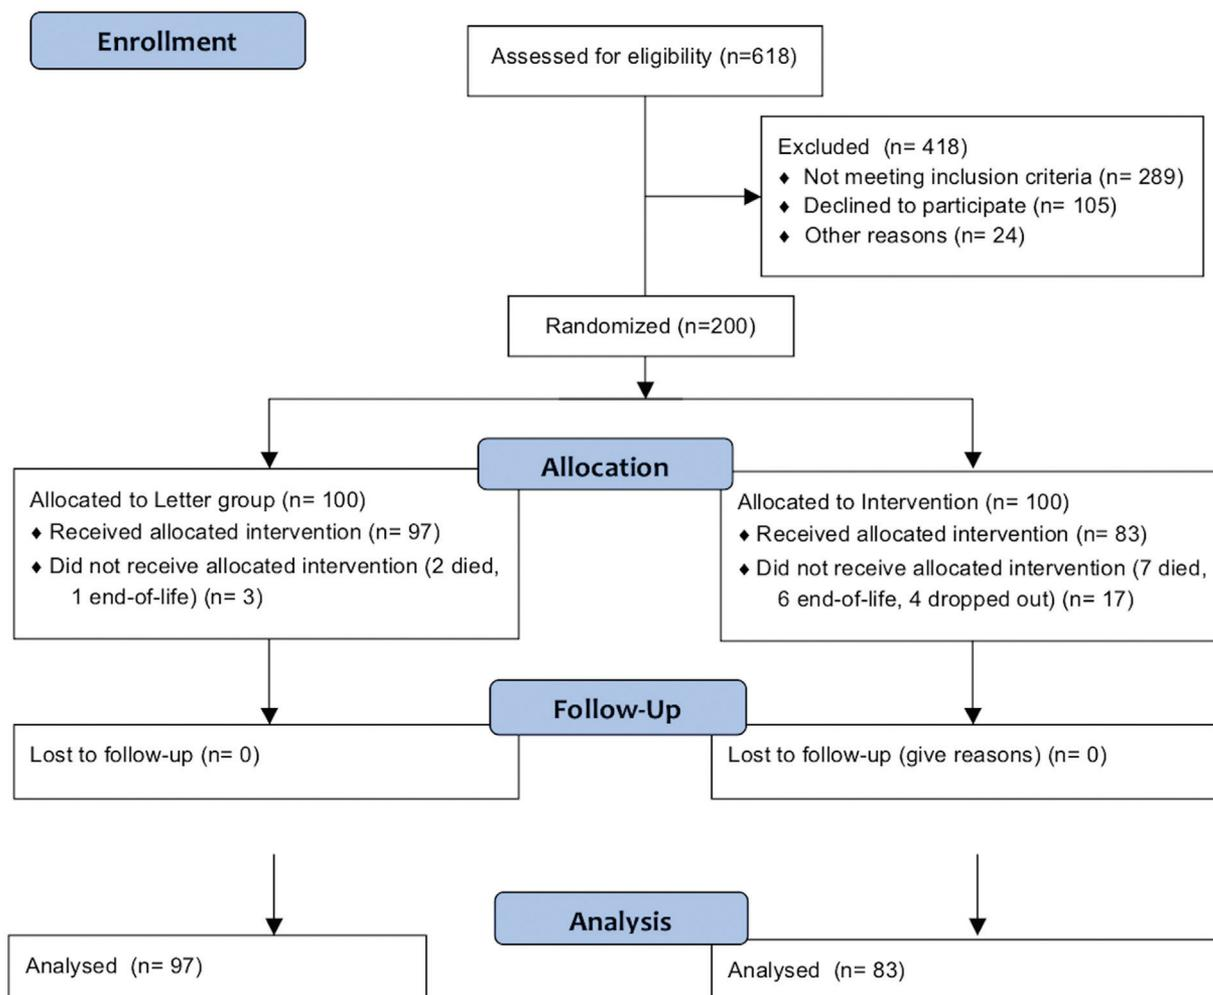 Enrollment
Assessed for eligibility (n=618)
Excluded (n= 418)
♦ Not meeting inclusion criteria (n= 289)
♦ Declined to participate (n= 105)
♦ Other reasons (n= 24)
Randomized (n=200)
Allocation
Allocated to Letter group (n= 100)
♦ Received allocated intervention (n= 97)
♦ Did not receive allocated intervention (2 died,
1 end-of-life) (n= 3)
Allocated to Intervention (n= 100)
♦ Received allocated intervention (n= 83)
♦ Did not receive allocated intervention (7 died,
6 end-of-life, 4 dropped out) (n= 17)
Follow-Up
Lost to follow-up (n= 0)
Lost to follow-up (give reasons) (n= 0)
Analysis
Analysed (n= 97)
Analysed (n= 83)